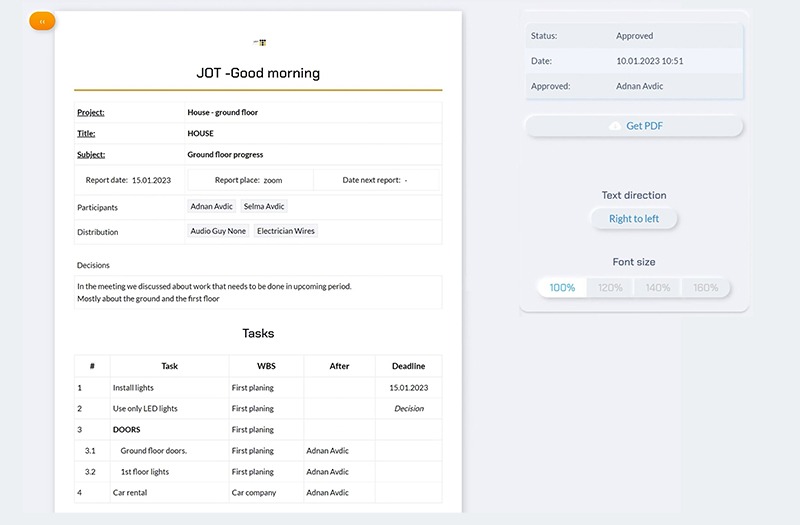 ‹‹
JOT -Good morning
Project: House - ground floor
Title: HOUSE
Subject: Ground floor progress
Report date: 15.01.2023 Report place: zoom Date next report: -
Participants Adnan Avdic Selma Avdic
Distribution Audio Guy None Electrician Wires
Decisions
In the meeting we discussed about work that needs to be done in upcoming period.
Mostly about the ground and the first floor
Tasks
# Task WBS After Deadline
1 Install lights First planing 15.01.2023
2 Use only LED lights First planing Decision
3 DOORS First planing
3.1 Ground floor doors. First planing Adnan Avdic
3.2 1st floor lights First planing Adnan Avdic
4 Car rental Car company Adnan Avdic
Status: Approved
Date: 10.01.2023 10:51
Approved: Adnan Avdic
Get PDF
Text direction
Right to left
Font size
100% 120% 140% 160%